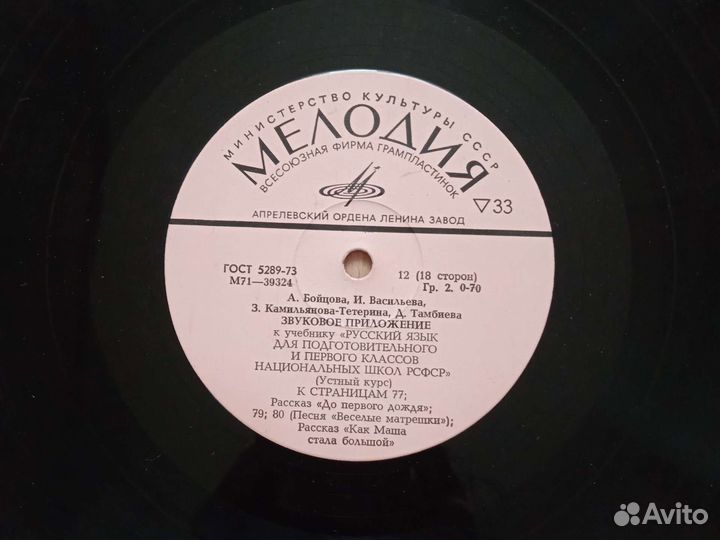 МИНИСТЕРСТВО КУЛЬТУРЫ СССР
МЕЛОДИЯ
ВСЕСОЮЗНАЯ ФИРМА ГРАМПЛАСТИНОК
▽33
АПРЕЛЕВСКИЙ ОРДЕНА ЛЕНИНА ЗАВОД
ГОСТ 5289-73 12 (18 сторон)
М71—39324 Гр. 2. 0-70
А. Бойцова, И. Васильева,
З. Камильянова-Тетерина, Д. Тамбиева
ЗВУКОВОЕ ПРИЛОЖЕНИЕ
к учебнику «РУССКИЙ ЯЗЫК
ДЛЯ ПОДГОТОВИТЕЛЬНОГО
И ПЕРВОГО КЛАССОВ
НАЦИОНАЛЬНЫХ ШКОЛ РСФСР»
(Устный курс)
К СТРАНИЦАМ 77;
Рассказ «До первого дождя»;
79; 80 (Песня «Веселые матрешки»);
Рассказ «Как Маша
стала большой»
Avito